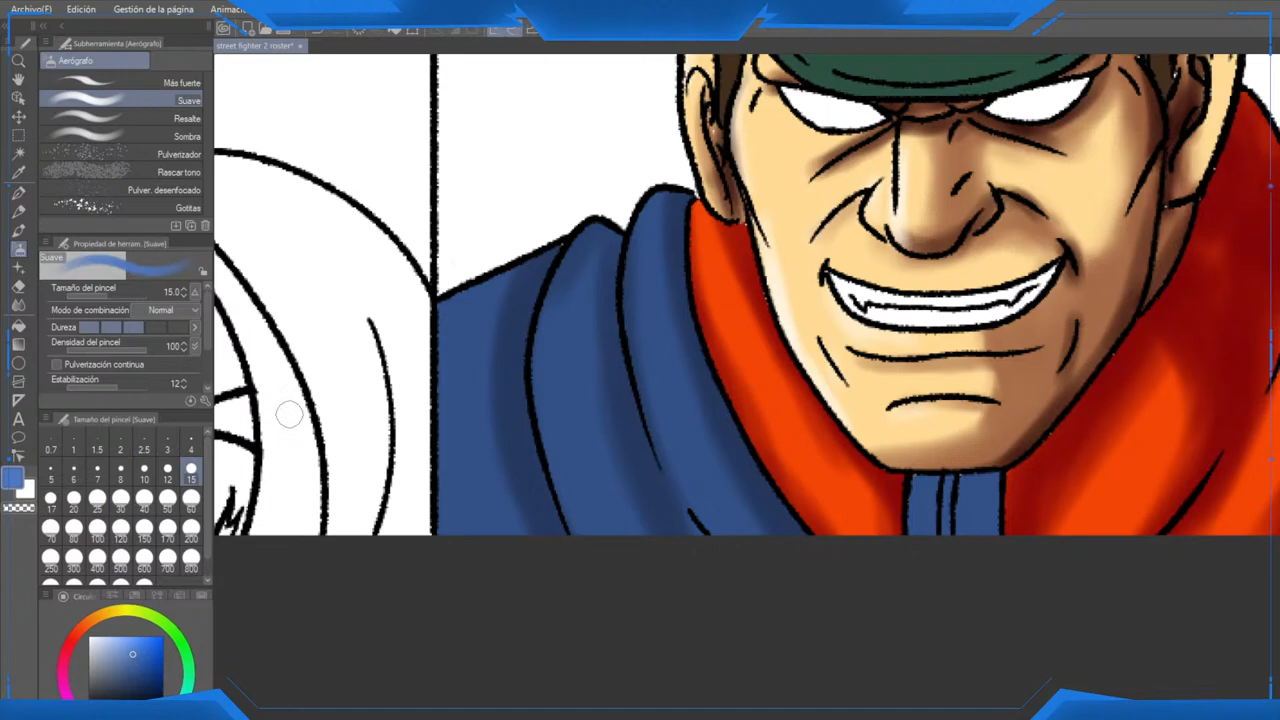 Archivo(F) Edición Gestión de la página Animación
Subherramienta (Aerógrafo)
street fighter 2 roster*
Aerógrafo
Más fuerte
Suave
Resalte
Sombra
Pulverizador
Rascar tono
Pulver. desenfocado
Gotitas
Propiedad de herram. [Suave]
Suave
Tamaño del pincel 15.0
Modo de combinación Normal
Dureza
Densidad del pincel 100
Pulverización continua
Estabilización 12
Tamaño del pincel [Suave]
0.7 1 1.5 2 2.5 3 4
5 6 7 8 10 12 15
17 20 25 30 40 50 60
70 80 100 120 150 170 200
250 300 400 500 600 700 800
Círcul